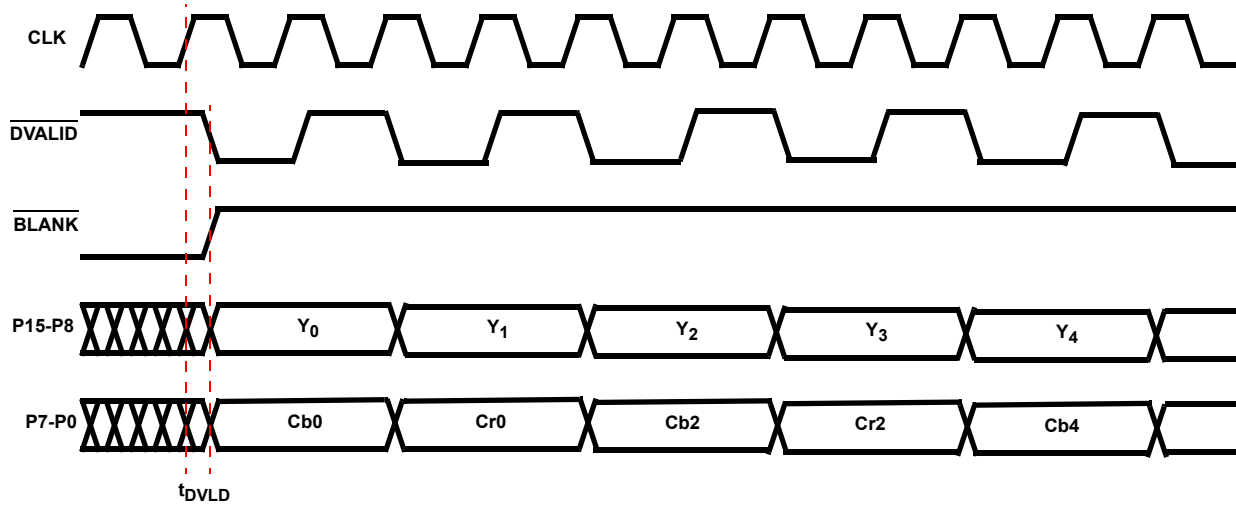 CLK
DVALID
BLANK
P15-P8 Y0 Y1 Y2 Y3 Y4
P7-P0 Cb0 Cr0 Cb2 Cr2 Cb4
tDVLD